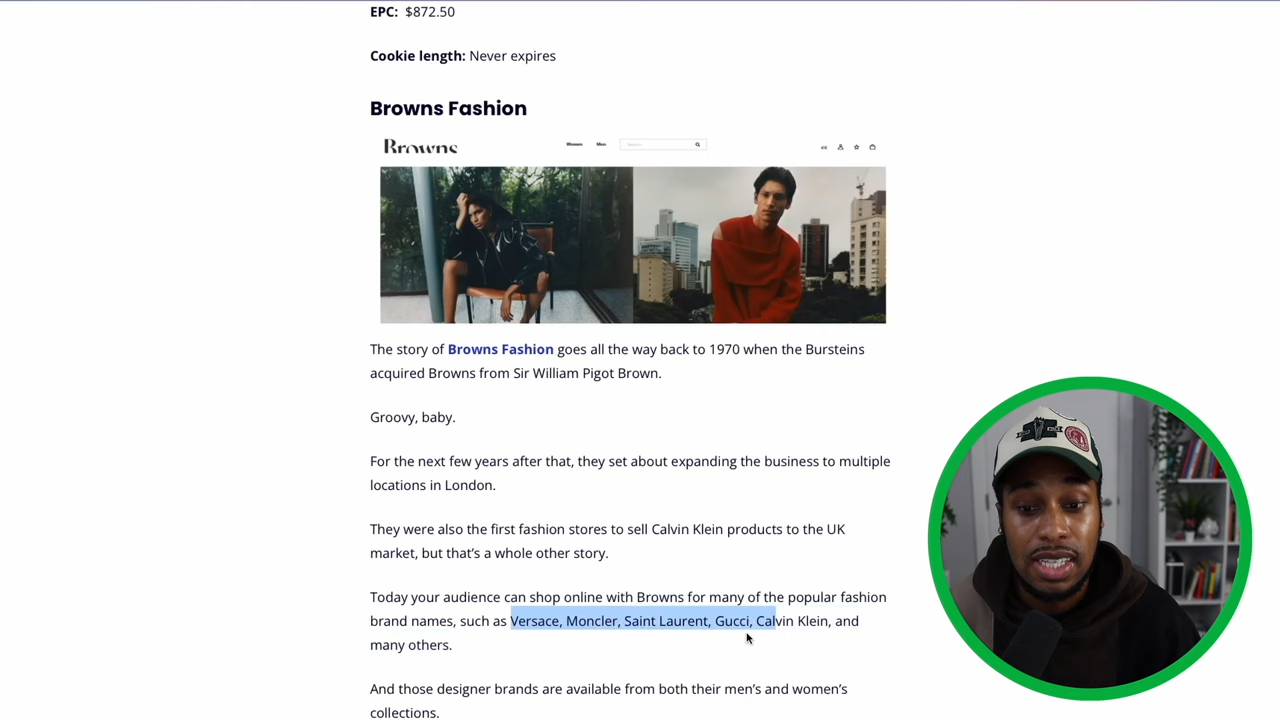 EPC: $872.50
Cookie length: Never expires
Browns Fashion
Browns
Women Men Search
The story of Browns Fashion goes all the way back to 1970 when the Bursteins
acquired Browns from Sir William Pigot Brown.
Groovy, baby.
For the next few years after that, they set about expanding the business to multiple
locations in London.
They were also the first fashion stores to sell Calvin Klein products to the UK
market, but that’s a whole other story.
Today your audience can shop online with Browns for many of the popular fashion
brand names, such as Versace, Moncler, Saint Laurent, Gucci, Calvin Klein, and
many others.
And those designer brands are available from both their men’s and women’s
collections.